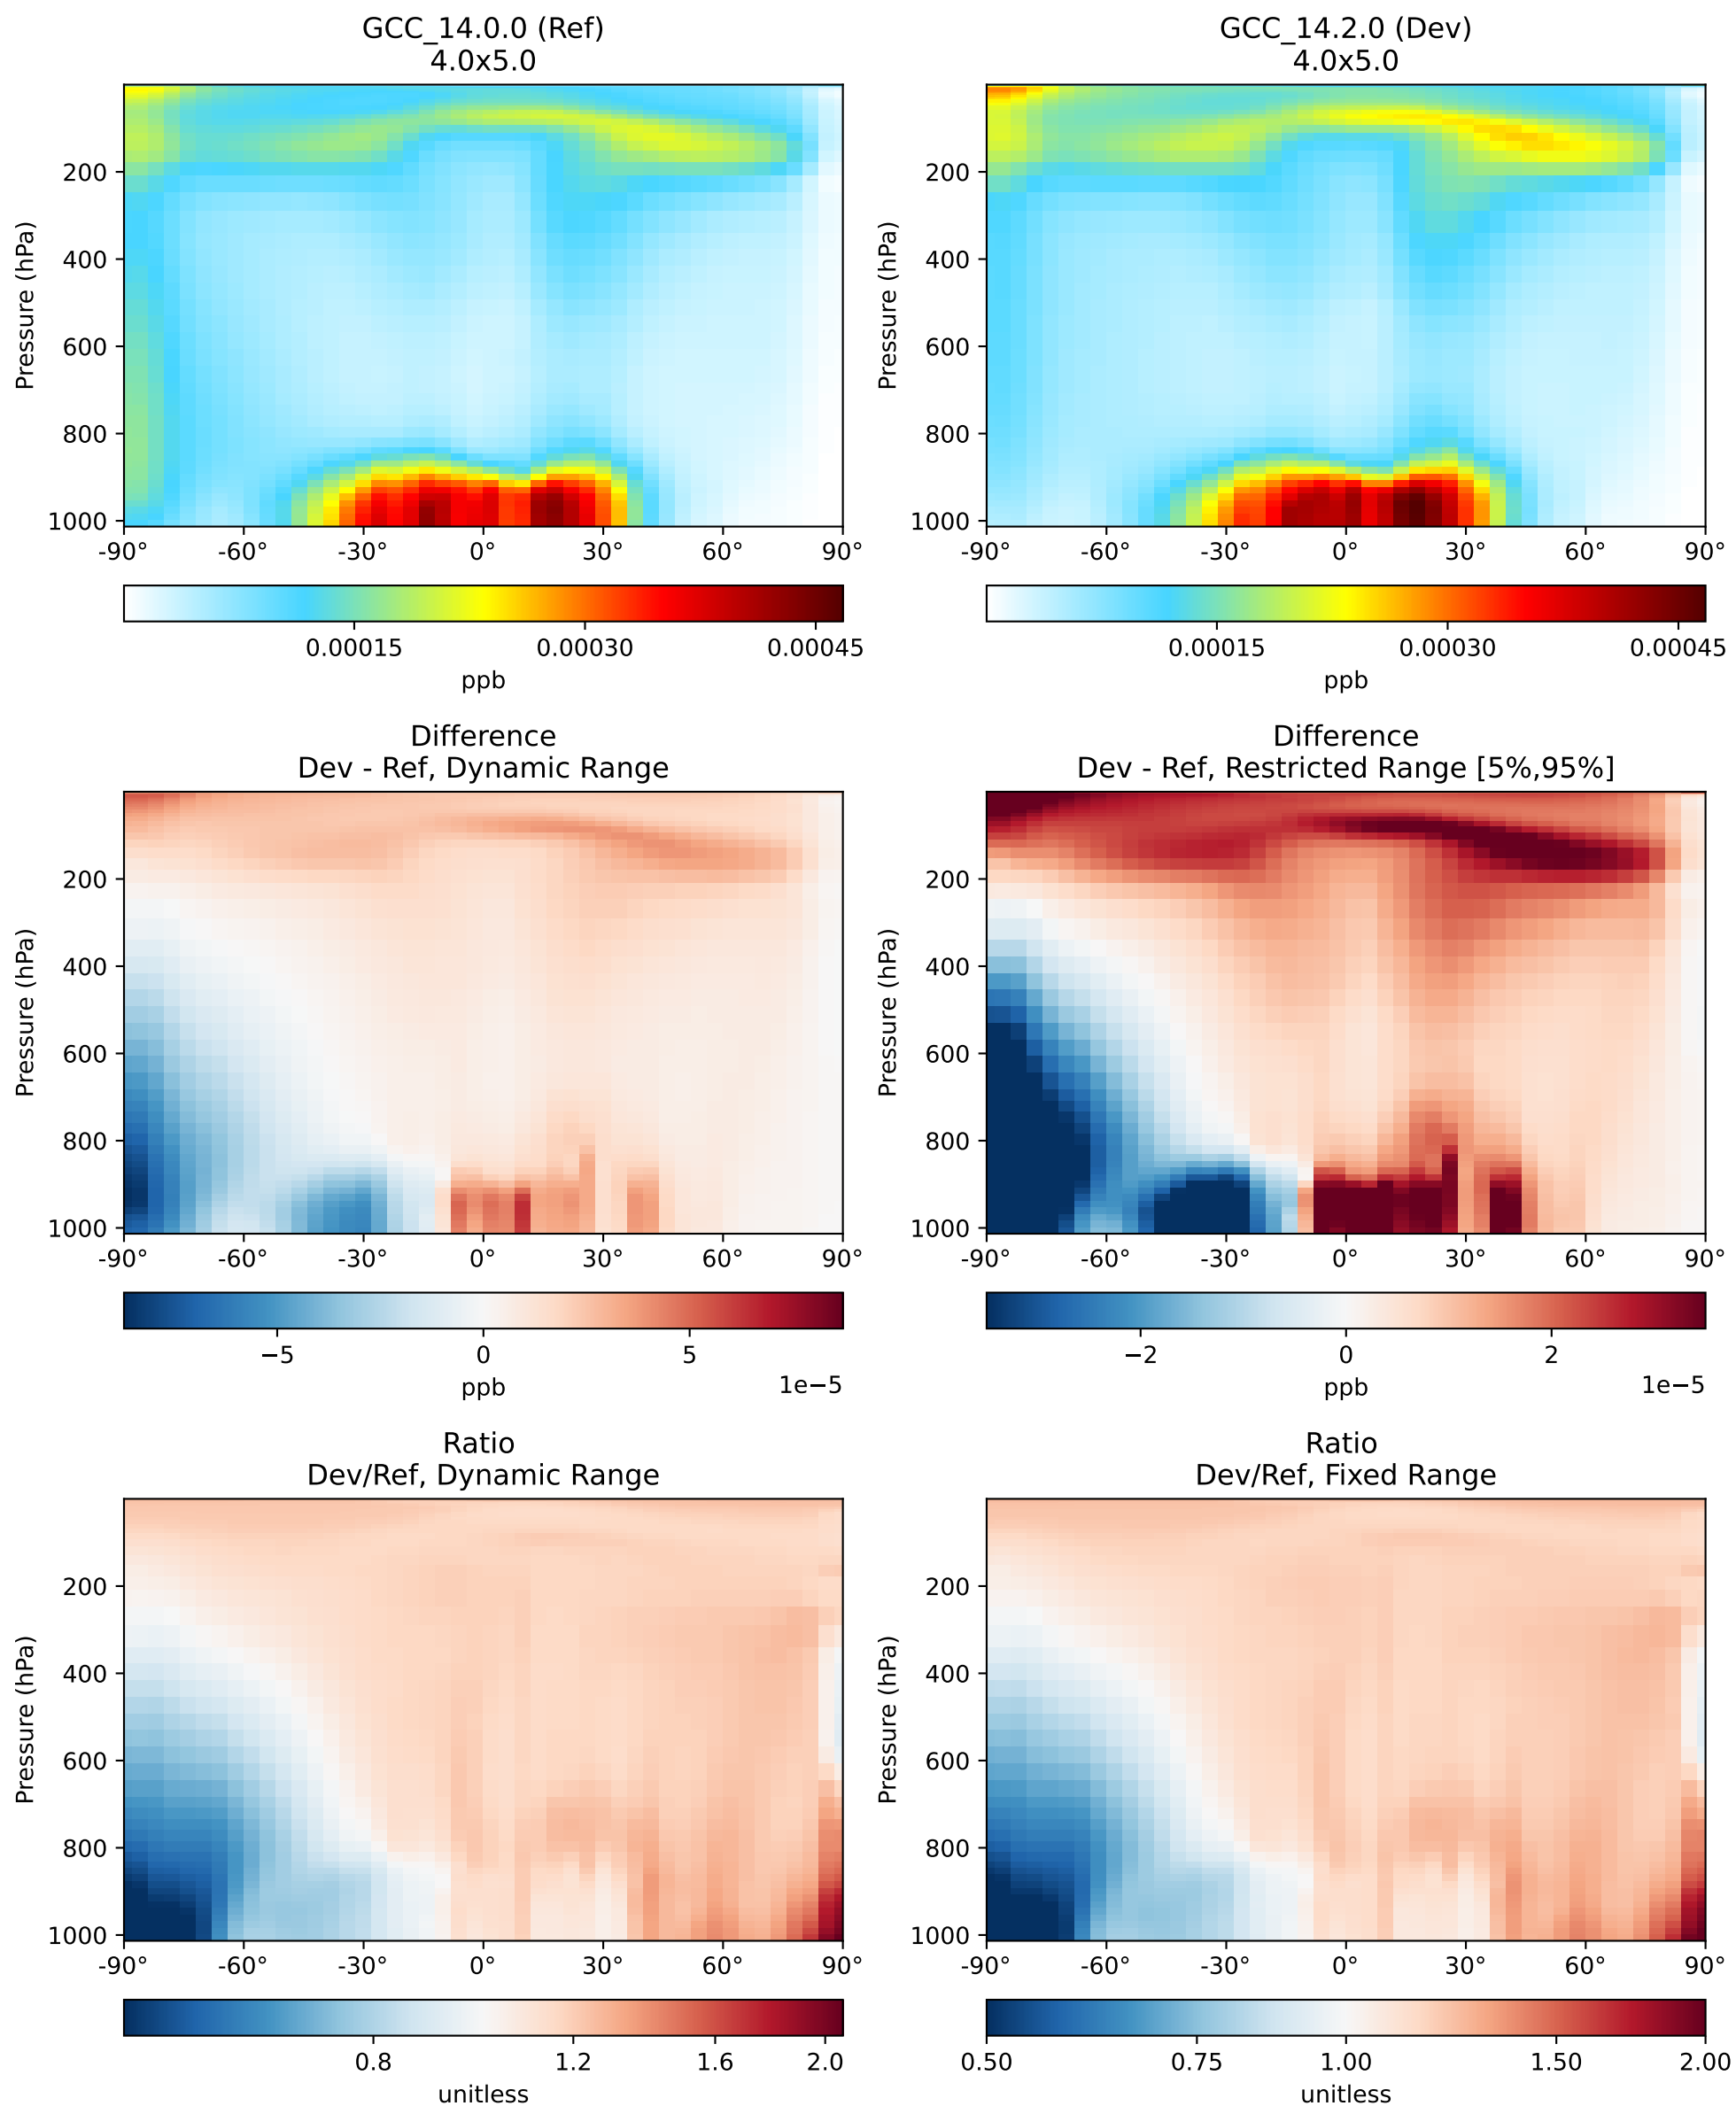 GCC_14.0.0 (Ref)
4.0x5.0
Pressure (hPa)
200
400
600
800
1000
-90° -60° -30° 0° 30° 60° 90°
0.00015 0.00030 0.00045
ppb
GCC_14.2.0 (Dev)
4.0x5.0
Pressure (hPa)
200
400
600
800
1000
-90° -60° -30° 0° 30° 60° 90°
0.00015 0.00030 0.00045
ppb
Difference
Dev - Ref, Dynamic Range
Pressure (hPa)
200
400
600
800
1000
-90° -60° -30° 0° 30° 60° 90°
−5 0 5
ppb 1e−5
Difference
Dev - Ref, Restricted Range [5%,95%]
Pressure (hPa)
200
400
600
800
1000
-90° -60° -30° 0° 30° 60° 90°
−2 0 2
ppb 1e−5
Ratio
Dev/Ref, Dynamic Range
Pressure (hPa)
200
400
600
800
1000
-90° -60° -30° 0° 30° 60° 90°
0.8 1.2 1.6 2.0
unitless
Ratio
Dev/Ref, Fixed Range
Pressure (hPa)
200
400
600
800
1000
-90° -60° -30° 0° 30° 60° 90°
0.50 0.75 1.00 1.50 2.00
unitless